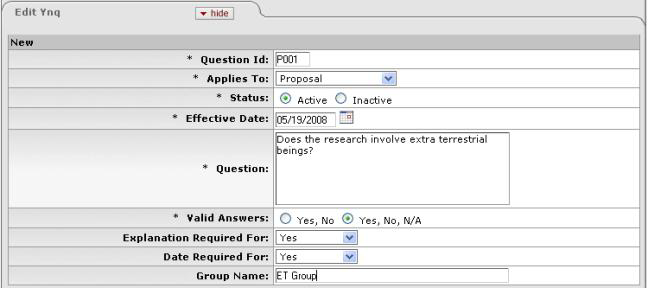 Edit Ynq hide
New
* Question Id: P001
* Applies To: Proposal
* Status: Active Inactive
* Effective Date: 05/19/2008
Does the research involve extra terrestrial
beings?
* Question:
* Valid Answers: Yes, No Yes, No, N/A
Explanation Required For: Yes
Date Required For: Yes
Group Name: ET Group